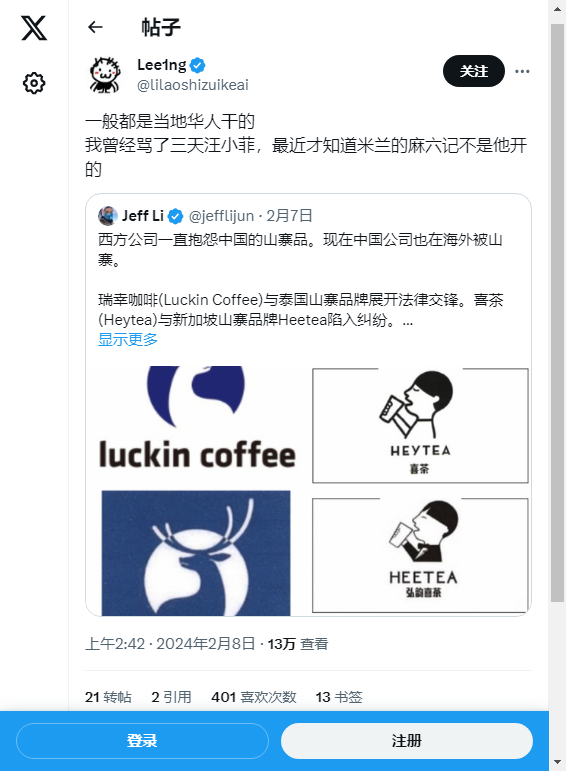 帖子
Lee1ng
@lilaoshizuikeai
关注
一般都是当地华人干的
我曾经骂了三天汪小菲，最近才知道米兰的麻六记不是他开
的
Jeff Li @jefflijun · 2月7日
西方公司一直抱怨中国的山寨品。现在中国公司也在海外被山
寨。
瑞幸咖啡(Luckin Coffee)与泰国山寨品牌展开法律交锋。喜茶
(Heytea)与新加坡山寨品牌Heetea陷入纠纷。...
显示更多
luckin coffee
HEYTEA
喜茶
HEETEA
弘韵喜茶
上午2:42 · 2024年2月8日 · 13万 查看
21 转帖 2 引用 401 喜欢次数 13 书签
登录
注册